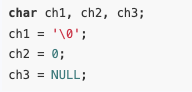 char ch1, ch2, ch3;
ch1 = '\0';
ch2 = 0;
ch3 = NULL;